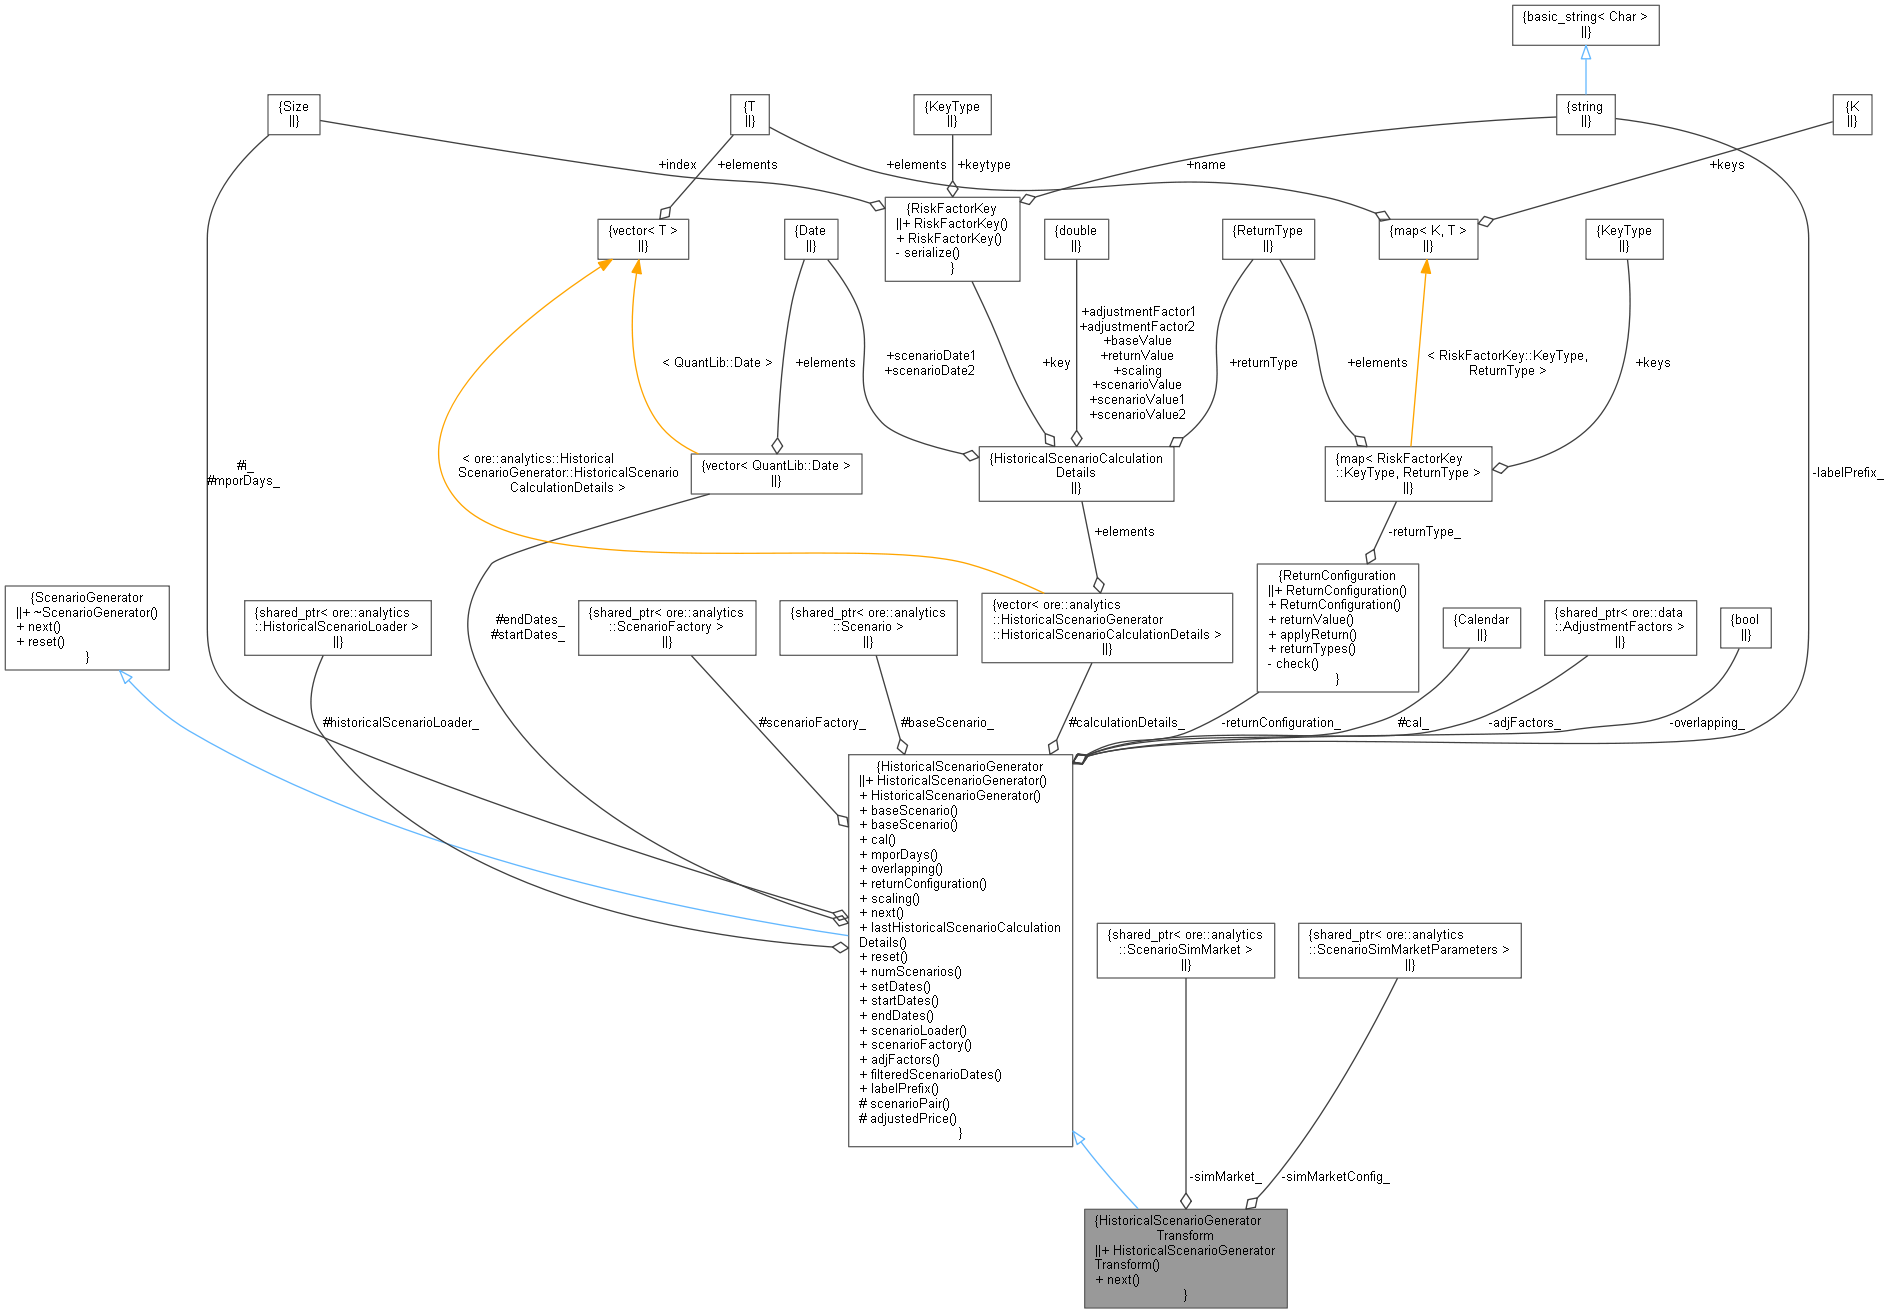 {basic_string< Char >
||}
{Size
||}
{T
||}
{KeyType
||}
{string
||}
{K
||}
+index
+elements
+elements
+keytype
+name
+keys
{vector< T >
||}
{Date
||}
{RiskFactorKey
||+ RiskFactorKey()
+ RiskFactorKey()
- serialize()
}
{double
||}
{ReturnType
||}
{map< K, T >
||}
{KeyType
||}
< QuantLib::Date >
+elements
+scenarioDate1
+scenarioDate2
+key
+adjustmentFactor1
+adjustmentFactor2
+baseValue
+returnValue
+scaling
+scenarioValue
+scenarioValue1
+scenarioValue2
+returnType
+elements
< RiskFactorKey::KeyType,
ReturnType >
+keys
#i_
#mporDays_
< ore::analytics::Historical
ScenarioGenerator::HistoricalScenario
CalculationDetails >
{vector< QuantLib::Date >
||}
{HistoricalScenarioCalculation
Details
||}
{map< RiskFactorKey
::KeyType, ReturnType >
||}
-labelPrefix_
+elements
-returnType_
{ScenarioGenerator
||+ ~ScenarioGenerator()
+ next()
+ reset()
}
{shared_ptr< ore::analytics
::HistoricalScenarioLoader >
||}
#endDates_
#startDates_
{shared_ptr< ore::analytics
::ScenarioFactory >
||}
{shared_ptr< ore::analytics
::Scenario >
||}
{vector< ore::analytics
::HistoricalScenarioGenerator
::HistoricalScenarioCalculationDetails >
||}
{ReturnConfiguration
||+ ReturnConfiguration()
+ ReturnConfiguration()
+ returnValue()
+ applyReturn()
+ returnTypes()
- check()
}
{Calendar
||}
{shared_ptr< ore::data
::AdjustmentFactors >
||}
{bool
||}
#historicalScenarioLoader_
#scenarioFactory_
#baseScenario_
#calculationDetails_
-returnConfiguration_
#cal_
-adjFactors_
-overlapping_
{HistoricalScenarioGenerator
||+ HistoricalScenarioGenerator()
+ HistoricalScenarioGenerator()
+ baseScenario()
+ baseScenario()
+ cal()
+ mporDays()
+ overlapping()
+ returnConfiguration()
+ scaling()
+ next()
+ lastHistoricalScenarioCalculation
Details()
+ reset()
+ numScenarios()
+ setDates()
+ startDates()
+ endDates()
+ scenarioLoader()
+ scenarioFactory()
+ adjFactors()
+ filteredScenarioDates()
+ labelPrefix()
# scenarioPair()
# adjustedPrice()
}
{shared_ptr< ore::analytics
::ScenarioSimMarket >
||}
{shared_ptr< ore::analytics
::ScenarioSimMarketParameters >
||}
-simMarket_
-simMarketConfig_
{HistoricalScenarioGenerator
Transform
||+ HistoricalScenarioGenerator
Transform()
+ next()
}